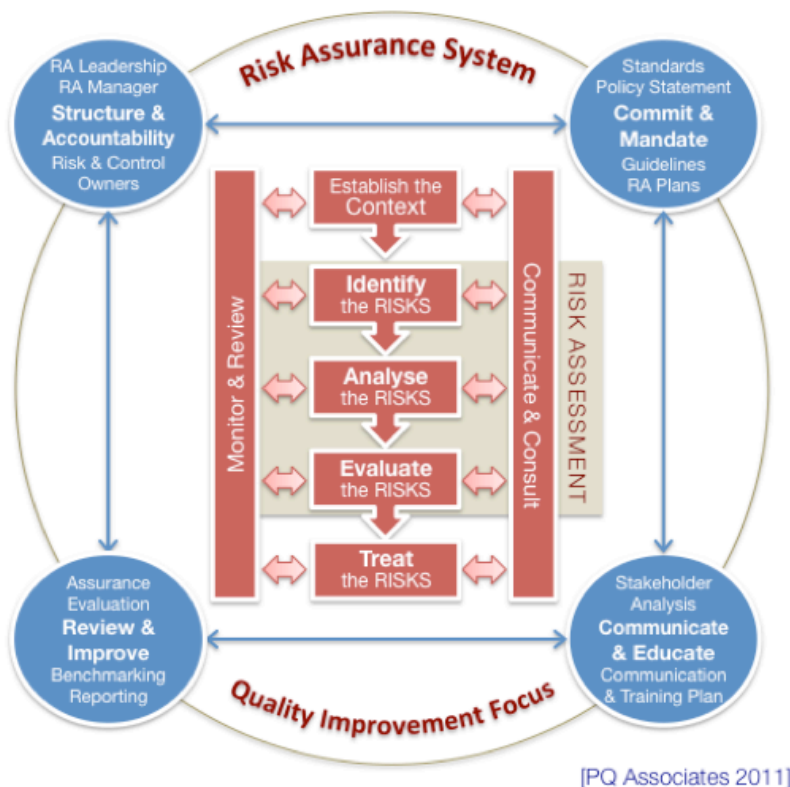 Risk Assurance System
RA Leadership
RA Manager
Structure &
Accountability
Risk & Control
Owners
Standards
Policy Statement
Commit &
Mandate
Guidelines
RA Plans
Monitor & Review
Establish the
Context
Identify
the RISKS
Analyse
the RISKS
Evaluate
the RISKS
Treat
the RISKS
Communicate & Consult
RISK ASSESSMENT
Assurance
Evaluation
Review &
Improve
Benchmarking
Reporting
Stakeholder
Analysis
Communicate
& Educate
Communication
& Training Plan
Quality Improvement Focus
[PQ Associates 2011]